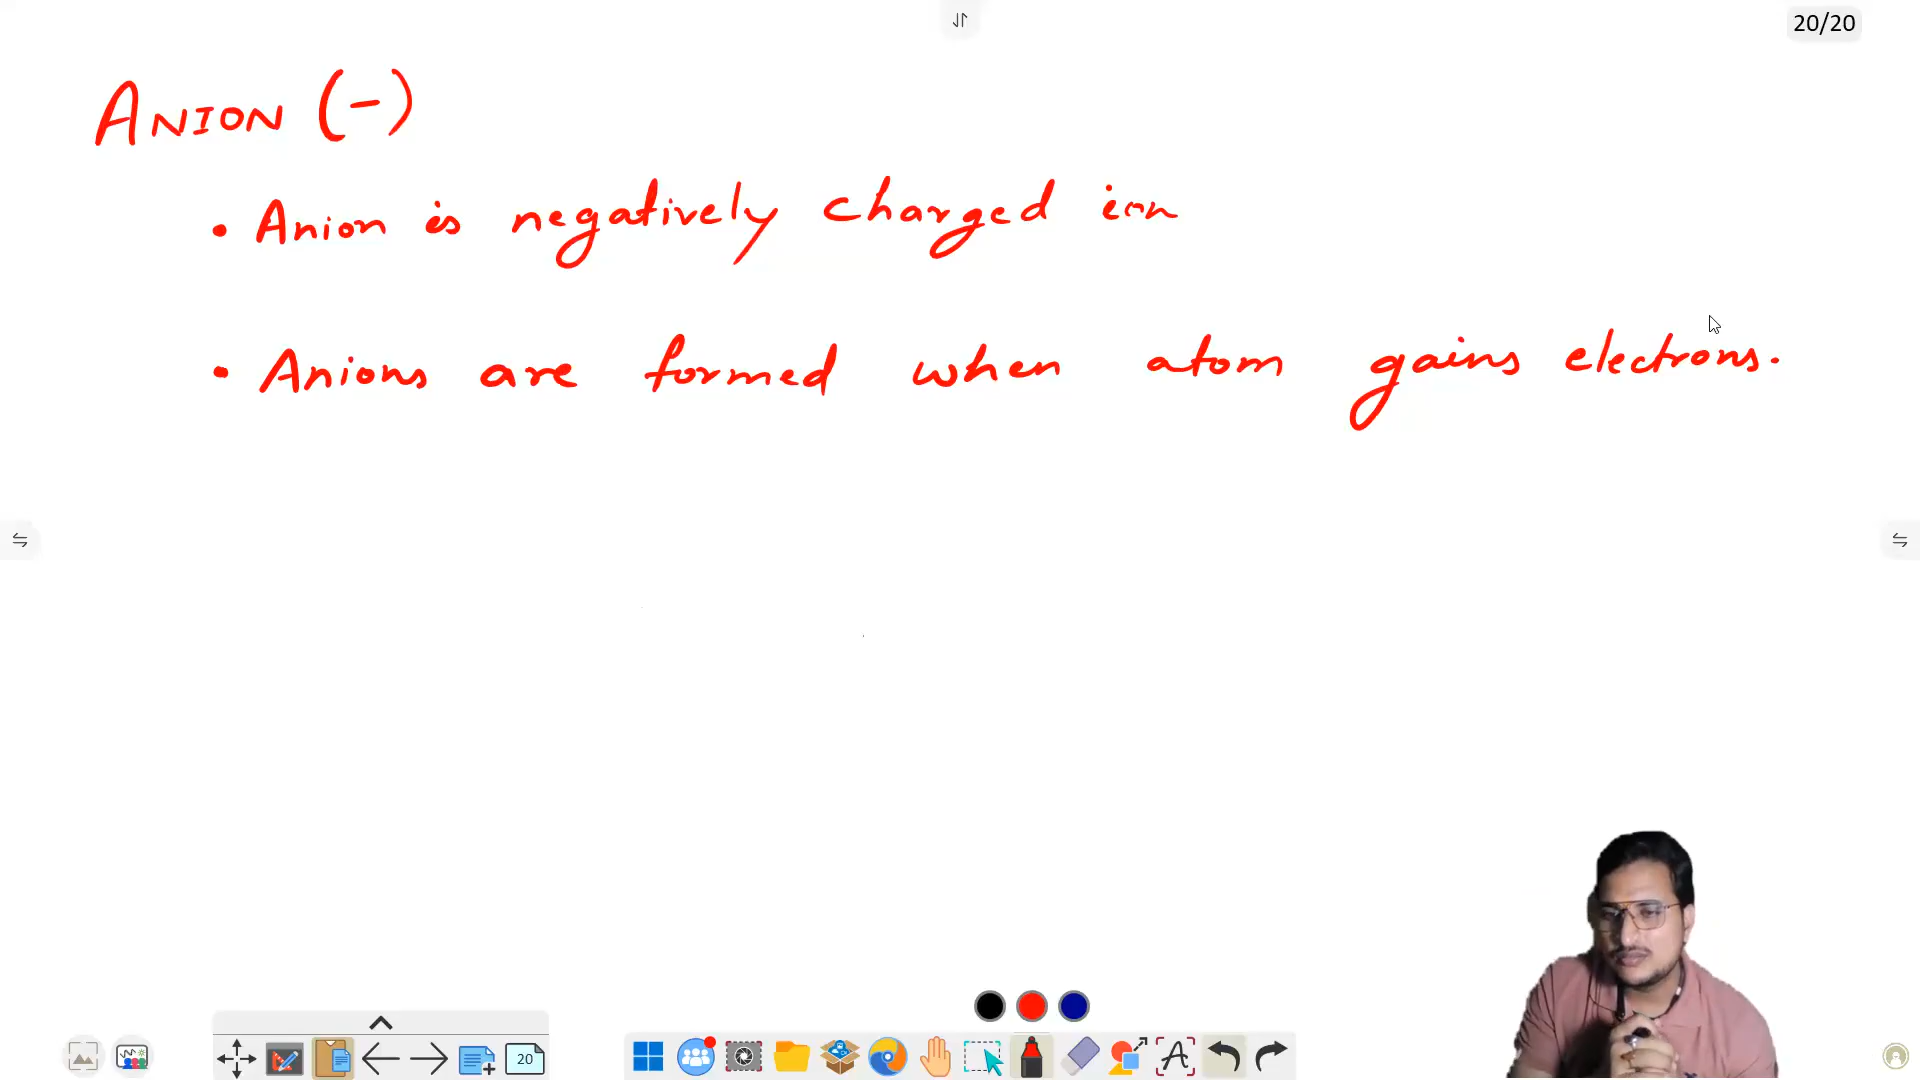 20/20
ANION (-)
• Anion is negatively charged ion
• Anions are formed when atom gains electrons.
20